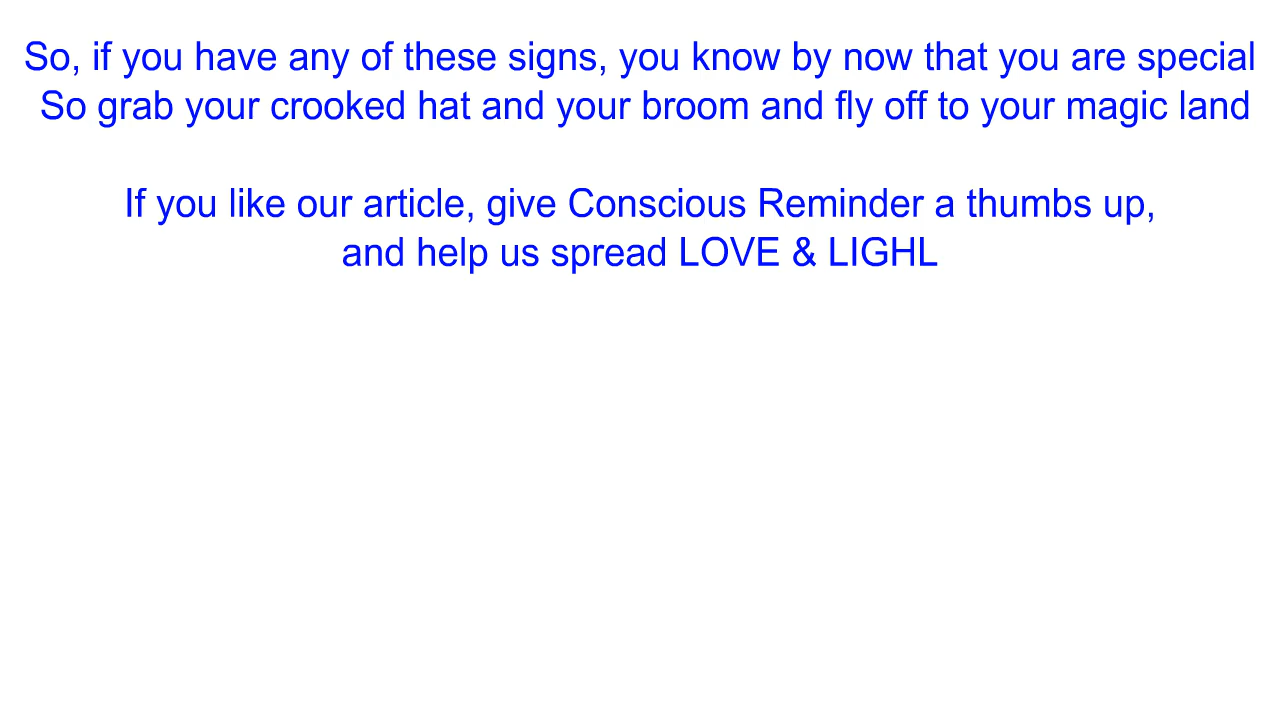 So, if you have any of these signs, you know by now that you are special
So grab your crooked hat and your broom and fly off to your magic land
If you like our article, give Conscious Reminder a thumbs up,
and help us spread LOVE & LIGHL